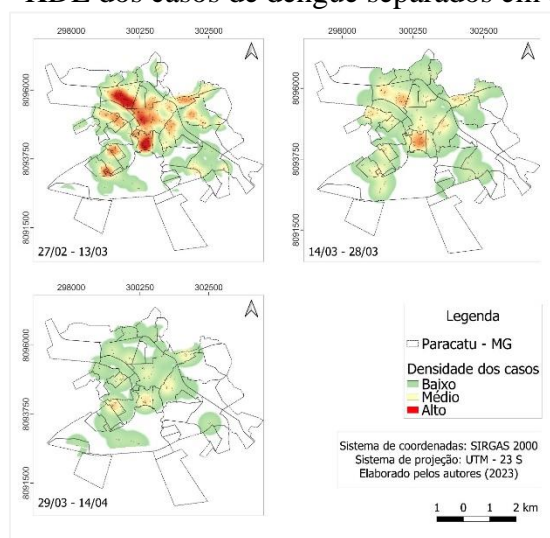 KDE dos casos de dengue separados em
298000 300250 302500
298000 300250 302500
8096000
8093750
8091500
27/02 - 13/03
8096000
8093750
8091500
14/03 - 28/03
298000 300250 302500
8096000
8093750
8091500
29/03 - 14/04
Legenda
Paracatu - MG
Densidade dos casos
Baixo
Médio
Alto
Sistema de coordenadas: SIRGAS 2000
Sistema de projeção: UTM - 23 S
Elaborado pelos autores (2023)
1 0 1 2 km